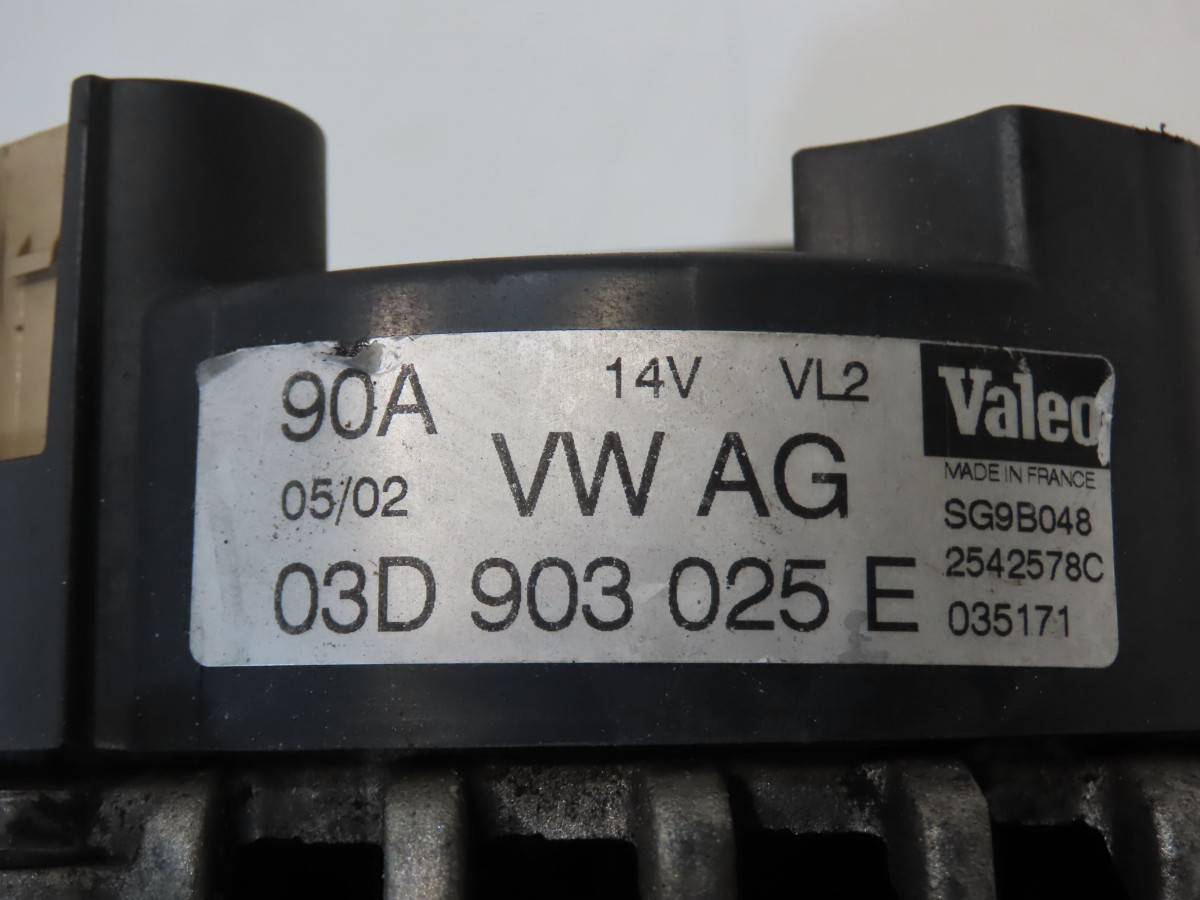 90A 14V VL2
05/02 VW AG
03D 903 025 E
Valeo
MADE IN FRANCE
SG9B048
2542578C
035171